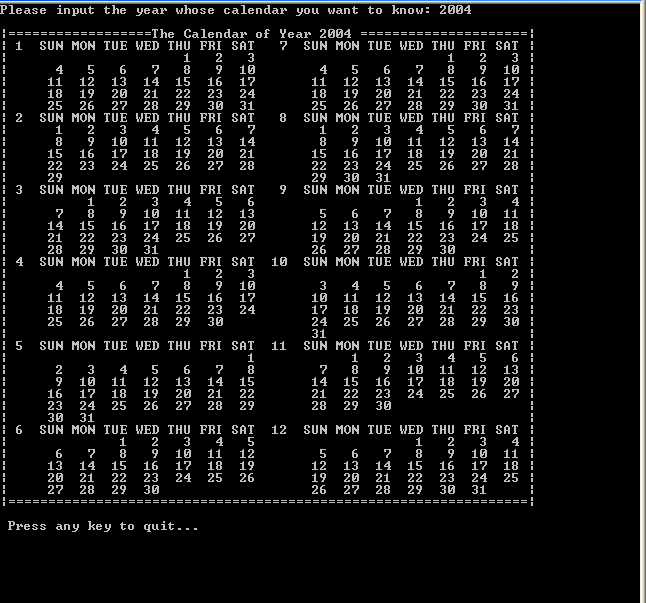 Please input the year whose calendar you want to know: 2004
¦==================The Calendar of Year 2004 =====================¦
¦ 1  SUN MON TUE WED THU FRI SAT   7  SUN MON TUE WED THU FRI SAT ¦
¦ 1 2 3 1 2 3 ¦
¦ 4 5 6 7 8 9 10 4 5 6 7 8 9 10 ¦
¦ 11 12 13 14 15 16 17 11 12 13 14 15 16 17 ¦
¦ 18 19 20 21 22 23 24 18 19 20 21 22 23 24 ¦
¦ 25 26 27 28 29 30 31 25 26 27 28 29 30 31 ¦
¦ 2  SUN MON TUE WED THU FRI SAT   8  SUN MON TUE WED THU FRI SAT ¦
¦ 1 2 3 4 5 6 7 1 2 3 4 5 6 7 ¦
¦ 8 9 10 11 12 13 14 8 9 10 11 12 13 14 ¦
¦ 15 16 17 18 19 20 21 15 16 17 18 19 20 21 ¦
¦ 22 23 24 25 26 27 28 22 23 24 25 26 27 28 ¦
¦ 29 29 30 31 ¦
¦ 3  SUN MON TUE WED THU FRI SAT   9  SUN MON TUE WED THU FRI SAT ¦
¦ 1 2 3 4 5 6 1 2 3 4 ¦
¦ 7 8 9 10 11 12 13 5 6 7 8 9 10 11 ¦
¦ 14 15 16 17 18 19 20 12 13 14 15 16 17 18 ¦
¦ 21 22 23 24 25 26 27 19 20 21 22 23 24 25 ¦
¦ 28 29 30 31 26 27 28 29 30 ¦
¦ 4  SUN MON TUE WED THU FRI SAT  10  SUN MON TUE WED THU FRI SAT ¦
¦ 1 2 3 1 2 ¦
¦ 4 5 6 7 8 9 10 3 4 5 6 7 8 9 ¦
¦ 11 12 13 14 15 16 17 10 11 12 13 14 15 16 ¦
¦ 18 19 20 21 22 23 24 17 18 19 20 21 22 23 ¦
¦ 25 26 27 28 29 30 24 25 26 27 28 29 30 ¦
¦ 31 ¦
¦ 5  SUN MON TUE WED THU FRI SAT  11  SUN MON TUE WED THU FRI SAT ¦
¦ 1 1 2 3 4 5 6 ¦
¦ 2 3 4 5 6 7 8 7 8 9 10 11 12 13 ¦
¦ 9 10 11 12 13 14 15 14 15 16 17 18 19 20 ¦
¦ 16 17 18 19 20 21 22 21 22 23 24 25 26 27 ¦
¦ 23 24 25 26 27 28 29 28 29 30 ¦
¦ 30 31 ¦
¦ 6  SUN MON TUE WED THU FRI SAT  12  SUN MON TUE WED THU FRI SAT ¦
¦ 1 2 3 4 5 1 2 3 4 ¦
¦ 6 7 8 9 10 11 12 5 6 7 8 9 10 11 ¦
¦ 13 14 15 16 17 18 19 12 13 14 15 16 17 18 ¦
¦ 20 21 22 23 24 25 26 19 20 21 22 23 24 25 ¦
¦ 27 28 29 30 26 27 28 29 30 31 ¦
¦=================================================================¦
Press any key to quit...